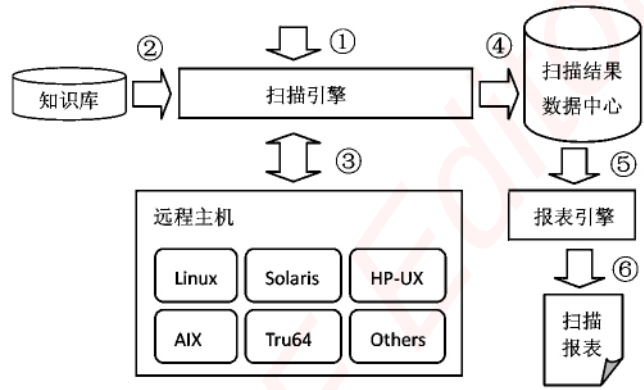 ②
①
④
知识库
扫描引擎
扫描结果
数据中心
③
⑤
远程主机
报表引擎
Linux
Solaris
HP-UX
⑥
AIX
Tru64
Others
扫描
报表